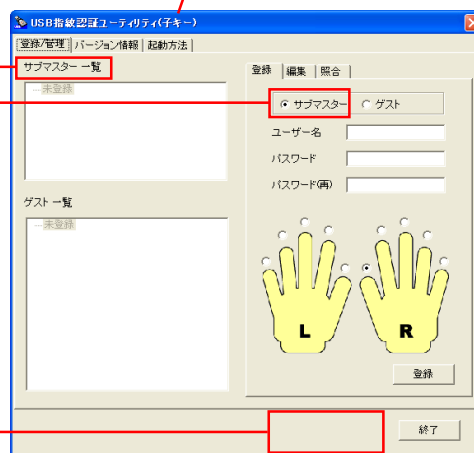 USB指紋認証ユーティリティ(子キー)
登録/管理 バージョン情報 起動方法
サブマスター 一覧
未登録
ゲスト 一覧
未登録
登録 編集 照合
サブマスター ゲスト
ユーザー名
パスワード
パスワード(再)
L R
登録
終了